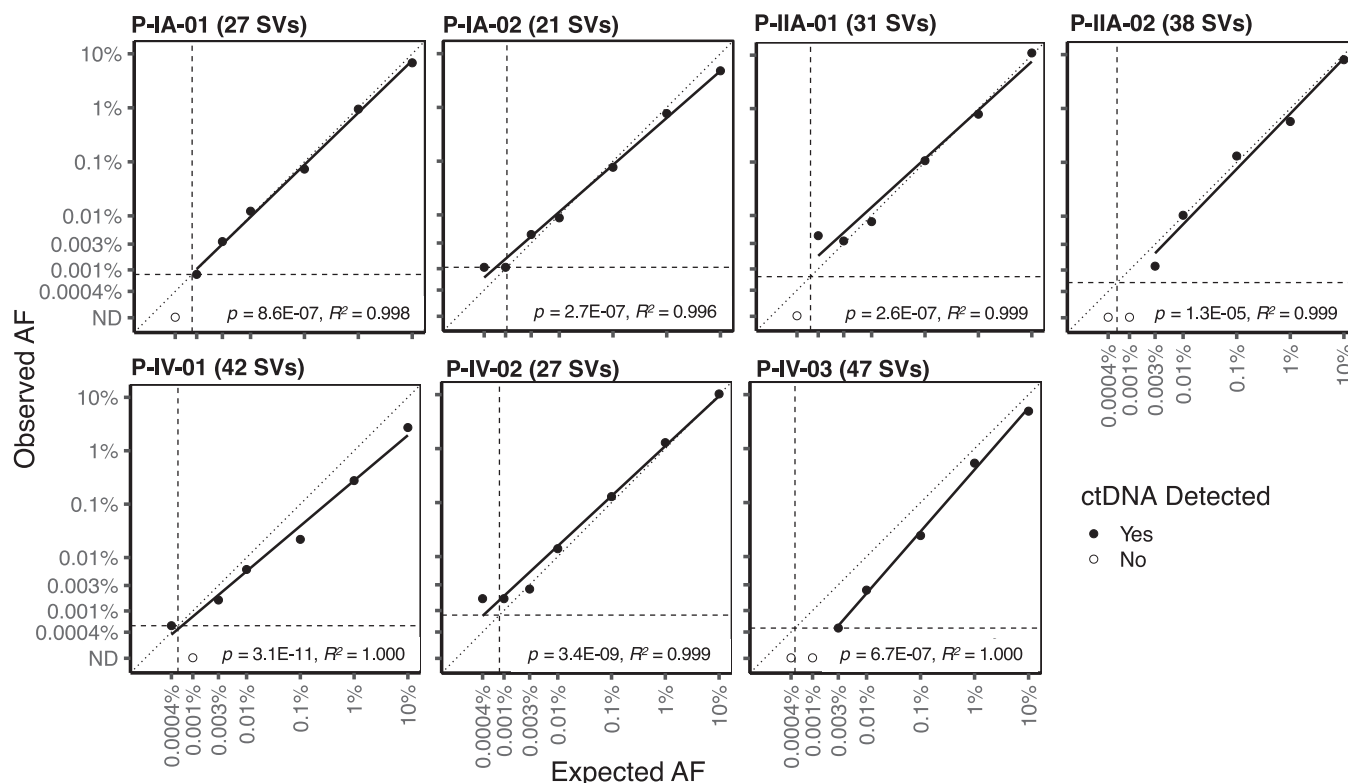 P-IA-01 (27 SVs)
P-IA-02 (21 SVs)
P-IIA-01 (31 SVs)
P-IIA-02 (38 SVs)
10%
1%
0.1%
0.01%
0.003%
0.001%
0.0004%
ND
p = 8.6E-07, R² = 0.998
p = 2.7E-07, R² = 0.996
p = 2.6E-07, R² = 0.999
p = 1.3E-05, R² = 0.999
0.0004%
0.001%
0.003%
0.01%
0.1%
1%
10%
P-IV-01 (42 SVs)
P-IV-02 (27 SVs)
P-IV-03 (47 SVs)
10%
1%
0.1%
0.01%
0.003%
0.001%
0.0004%
ND
p = 3.1E-11, R² = 1.000
p = 3.4E-09, R² = 0.999
p = 6.7E-07, R² = 1.000
0.0004%
0.001%
0.003%
0.01%
0.1%
1%
10%
0.0004%
0.001%
0.003%
0.01%
0.1%
1%
10%
0.0004%
0.001%
0.003%
0.01%
0.1%
1%
10%
Observed AF
Expected AF
ctDNA Detected
Yes
No